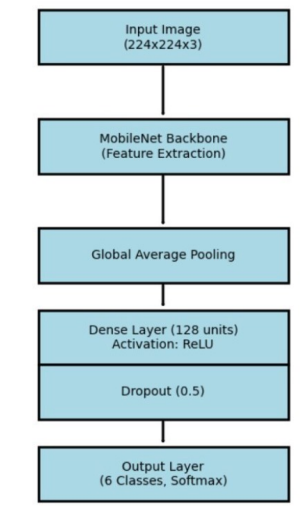 Input Image
(224x224x3)
MobileNet Backbone
(Feature Extraction)
Global Average Pooling
Dense Layer (128 units)
Activation: ReLU
Dropout (0.5)
Output Layer
(6 Classes, Softmax)